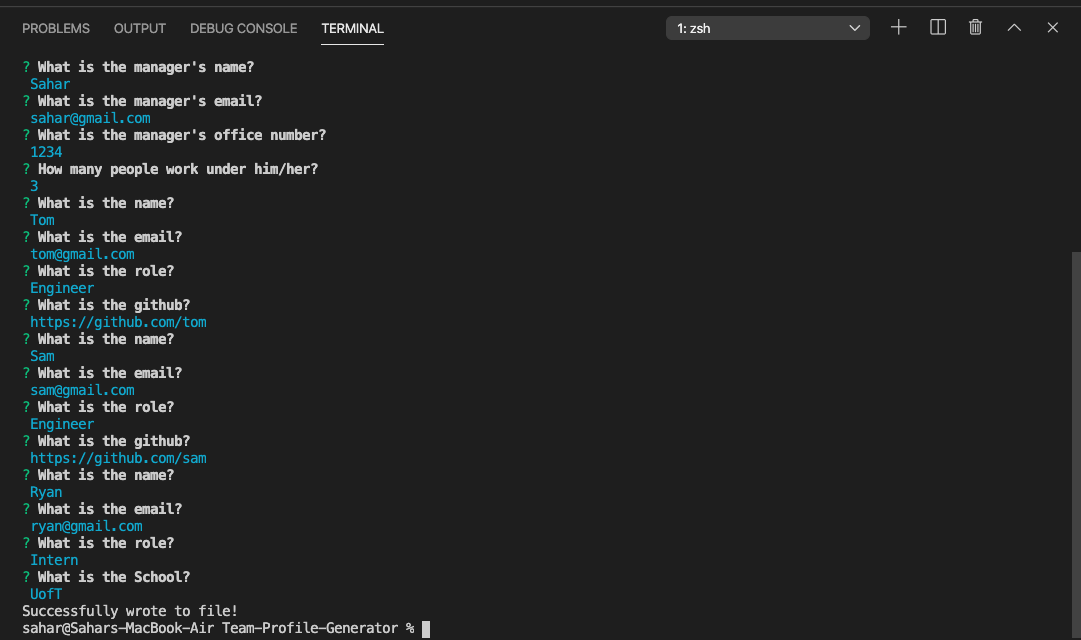 PROBLEMS OUTPUT DEBUG CONSOLE TERMINAL 1: zsh
? What is the manager's name?
Sahar
? What is the manager's email?
sahar@gmail.com
? What is the manager's office number?
1234
? How many people work under him/her?
3
? What is the name?
Tom
? What is the email?
tom@gmail.com
? What is the role?
Engineer
? What is the github?
https://github.com/tom
? What is the name?
Sam
? What is the email?
sam@gmail.com
? What is the role?
Engineer
? What is the github?
https://github.com/sam
? What is the name?
Ryan
? What is the email?
ryan@gmail.com
? What is the role?
Intern
? What is the School?
UofT
Successfully wrote to file!
sahar@Sahars-MacBook-Air Team-Profile-Generator %